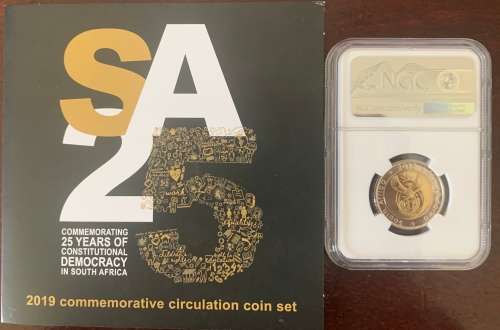 SA
25
COMMEMORATING
25 YEARS OF
CONSTITUTIONAL
DEMOCRACY
IN SOUTH AFRICA
2019 commemorative circulation coin set
NGC